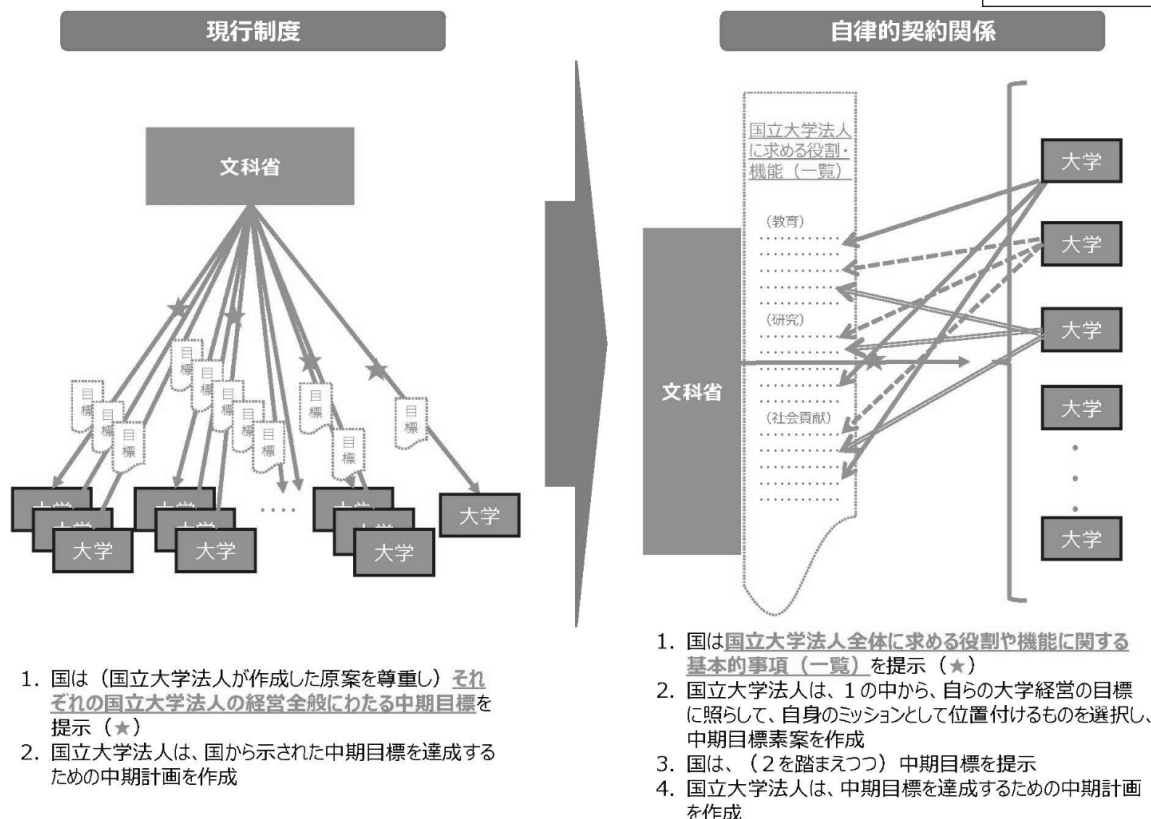 現行制度
文科省
目標
目標
目標
目標
目標
目標
目標
目標
目標
目標
目標
大学
大学
大学
大学
大学
大学
‥‥
大学
大学
大学
大学
1. 国は（国立大学法人が作成した原案を尊重し）それ
ぞれの国立大学法人の経営全般にわたる中期目標を
提示（★）
2. 国立大学法人は、国から示された中期目標を達成する
ための中期計画を作成
自律的契約関係
国立大学法人
に求める役割・
機能（一覧）
（教育）
（研究）
（社会貢献）
文科省
大学
大学
大学
大学
大学
1. 国は国立大学法人全体に求める役割や機能に関する
基本的事項（一覧）を提示（★）
2. 国立大学法人は、１の中から、自らの大学経営の目標
に照らして、自身のミッションとして位置付けるものを選択し、
中期目標素案を作成
3. 国は、（２を踏まえつつ）中期目標を提示
4. 国立大学法人は、中期目標を達成するための中期計画
を作成